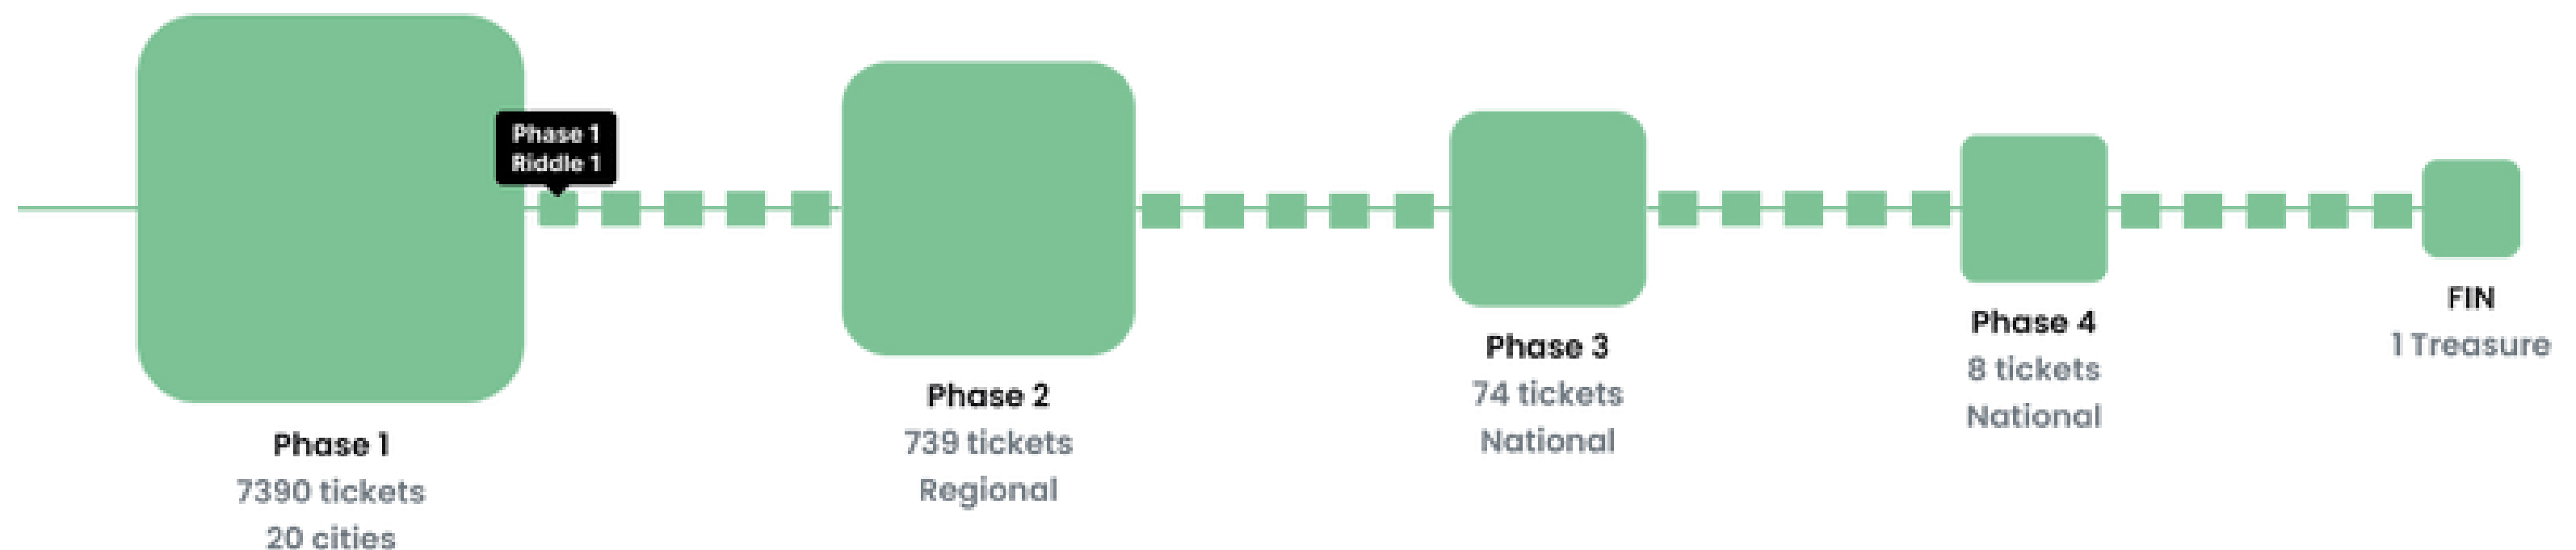 Phase 1
Riddle 1
Phase 1
7390 tickets
20 cities
Phase 2
739 tickets
Regional
Phase 3
74 tickets
National
Phase 4
8 tickets
National
FIN
1 Treasure